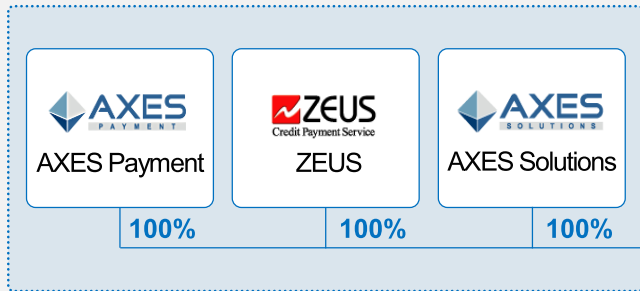 AXES
PAYMENT
AXES Payment
100%
ZEUS
Credit Payment Service
ZEUS
100%
AXES
SOLUTIONS
AXES Solutions
100%